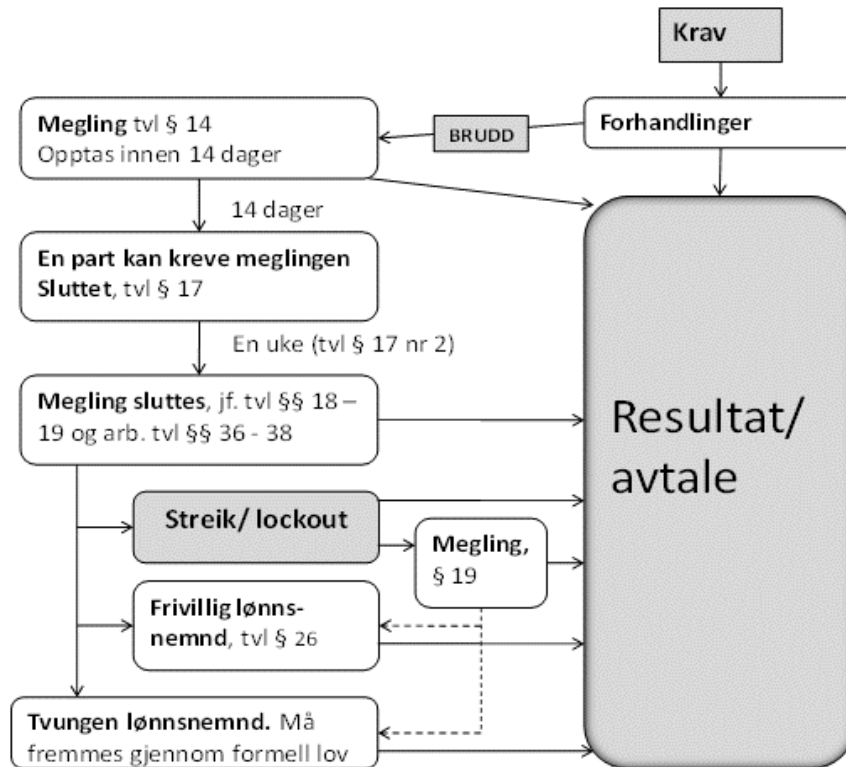 Krav
Forhandlinger
BRUDD
Megling tvl § 14
Opptas innen 14 dager
14 dager
En part kan kreve meglingen
Sluttet, tvl § 17
En uke (tvl § 17 nr 2)
Megling sluttes, jf. tvl §§ 18 –
19 og arb. tvl §§ 36 - 38
Streik/ lockout
Megling,
§ 19
Frivillig lønns-
nemnd, tvl § 26
Tvungen lønnsnemnd. Må
fremmes gjennom formell lov
Resultat/
avtale